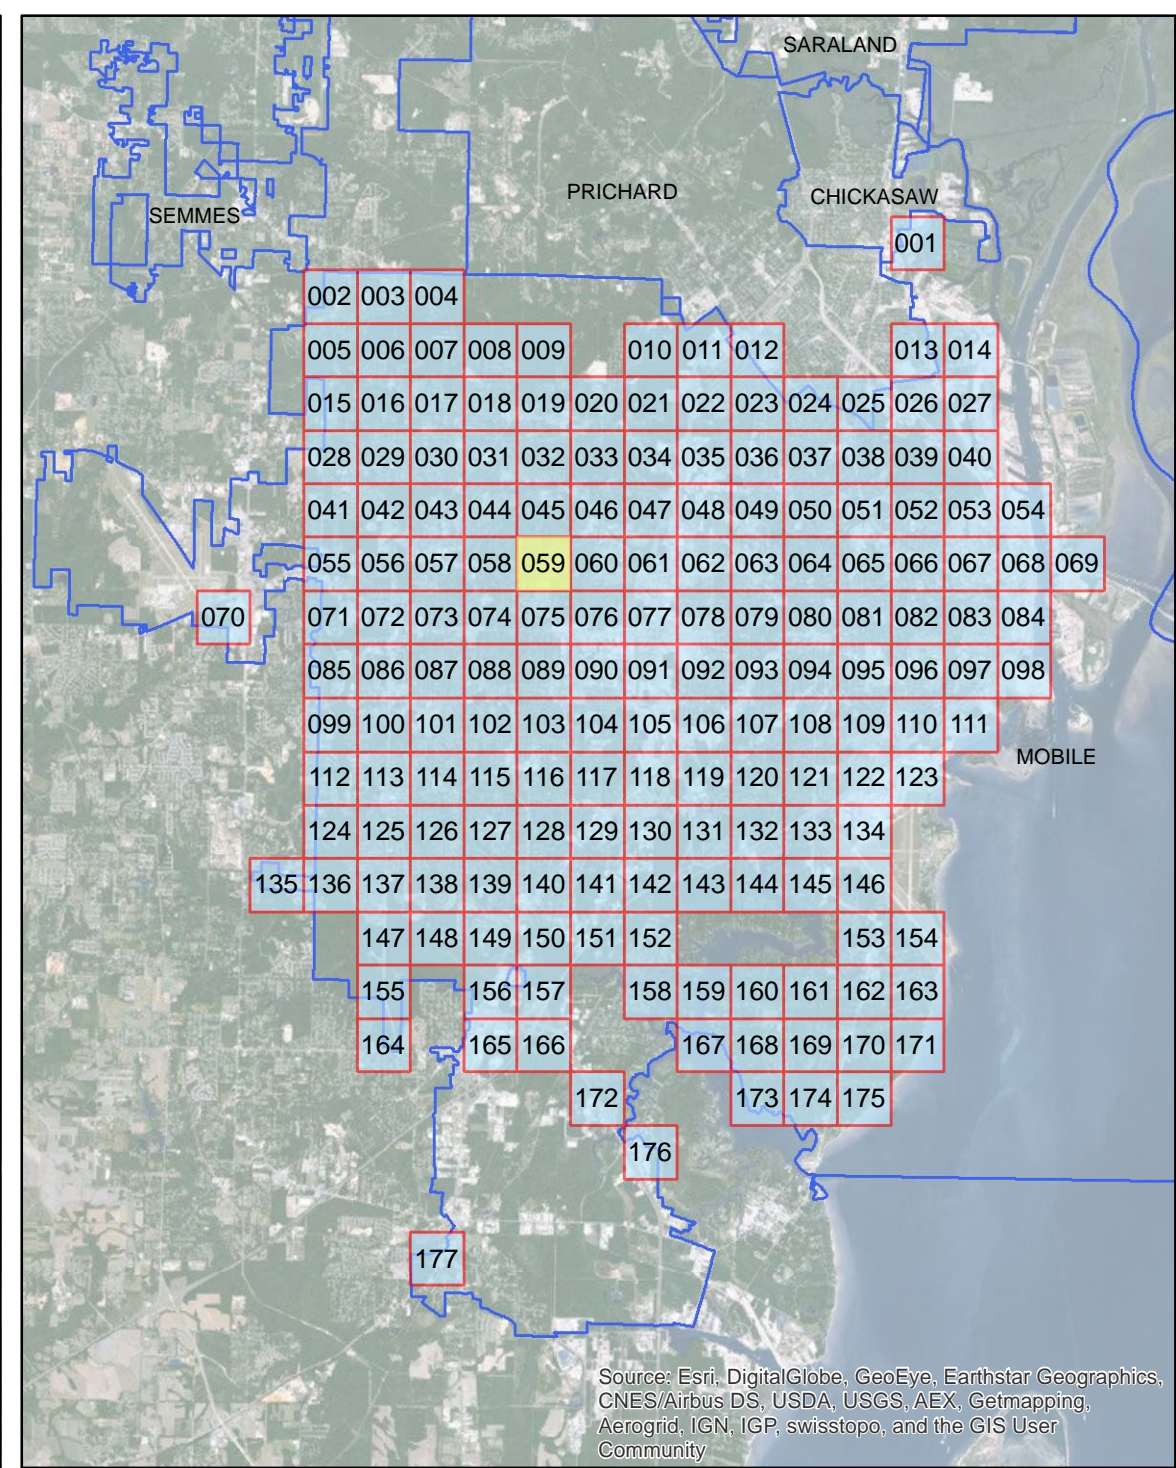 SARALAND
PRICHARD
CHICKASAW
SEMMES
001
002 003 004
005 006 007 008 009 010 011 012 013 014
015 016 017 018 019 020 021 022 023 024 025 026 027
028 029 030 031 032 033 034 035 036 037 038 039 040
041 042 043 044 045 046 047 048 049 050 051 052 053 054
055 056 057 058 059 060 061 062 063 064 065 066 067 068 069
070 071 072 073 074 075 076 077 078 079 080 081 082 083 084
085 086 087 088 089 090 091 092 093 094 095 096 097 098
099 100 101 102 103 104 105 106 107 108 109 110 111
MOBILE
112 113 114 115 116 117 118 119 120 121 122 123
124 125 126 127 128 129 130 131 132 133 134
135 136 137 138 139 140 141 142 143 144 145 146
147 148 149 150 151 152 153 154
155 156 157 158 159 160 161 162 163
164 165 166 167 168 169 170 171
172 173 174 175
176
177
Source: Esri, DigitalGlobe, GeoEye, Earthstar Geographics,
CNES/Airbus DS, USDA, USGS, AEX, Getmapping,
Aerogrid, IGN, IGP, swisstopo, and the GIS User
Community